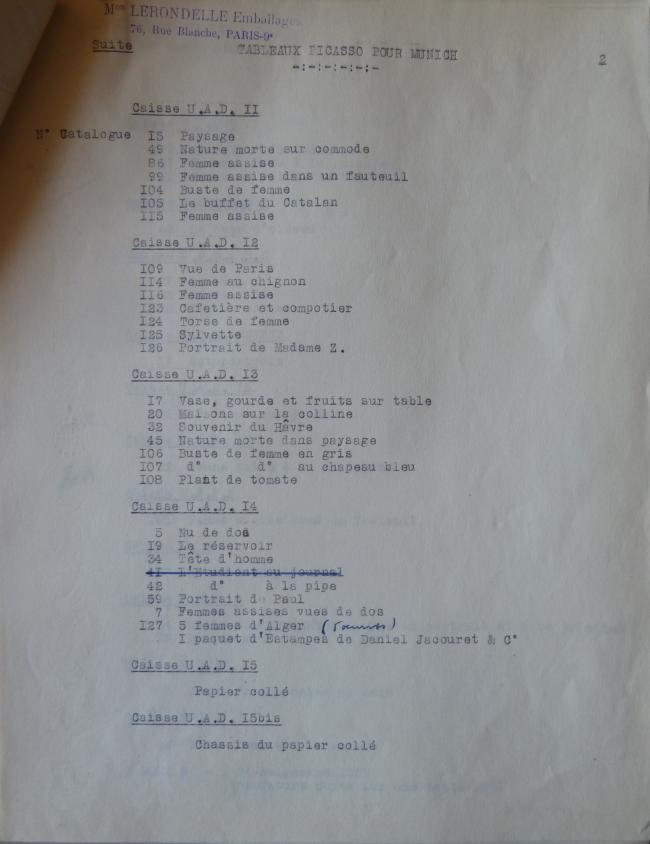 Mon LERONDELLE Emballages
76, Rue Blanche, PARIS-9e
Suite TABLEAUX PICASSO POUR MUNICH 2
-:-:-:-:-:-
Caisse U.A.D. II
N° Catalogue I5 Paysage
49 Nature morte sur commode
86 Femme assise
99 Femme assise dans un fauteuil
I04 Buste de femme
I05 Le buffet du Catalan
II5 Femme assise
Caisse U.A.D. I2
I09 Vue de Paris
II4 Femme au chignon
II6 Femme assise
I23 Cafetière et compotier
I24 Torse de femme
I25 Sylvette
I26 Portrait de Madame Z.
Caisse U.A.D. I3
I7 Vase, gourde et fruits sur table
20 Maisons sur la colline
32 Souvenir du Hâvre
45 Nature morte dans paysage
I06 Buste de femme en gris
I07 d° d° au chapeau bleu
I08 Plant de tomate
Caisse U.A.D. I4
5 Nu de dos
I9 Le réservoir
34 Tête d'homme
4I L'Etudiant au journal
42 d° à la pipe
59 Portrait de Paul
7 Femmes assises vues de dos
I27 5 femmes d'Alger
I paquet d'Estampes de Daniel Jacouret & C°
Caisse U.A.D. I5
Papier collé
Caisse U.A.D. I5bis
Chassis du papier collé